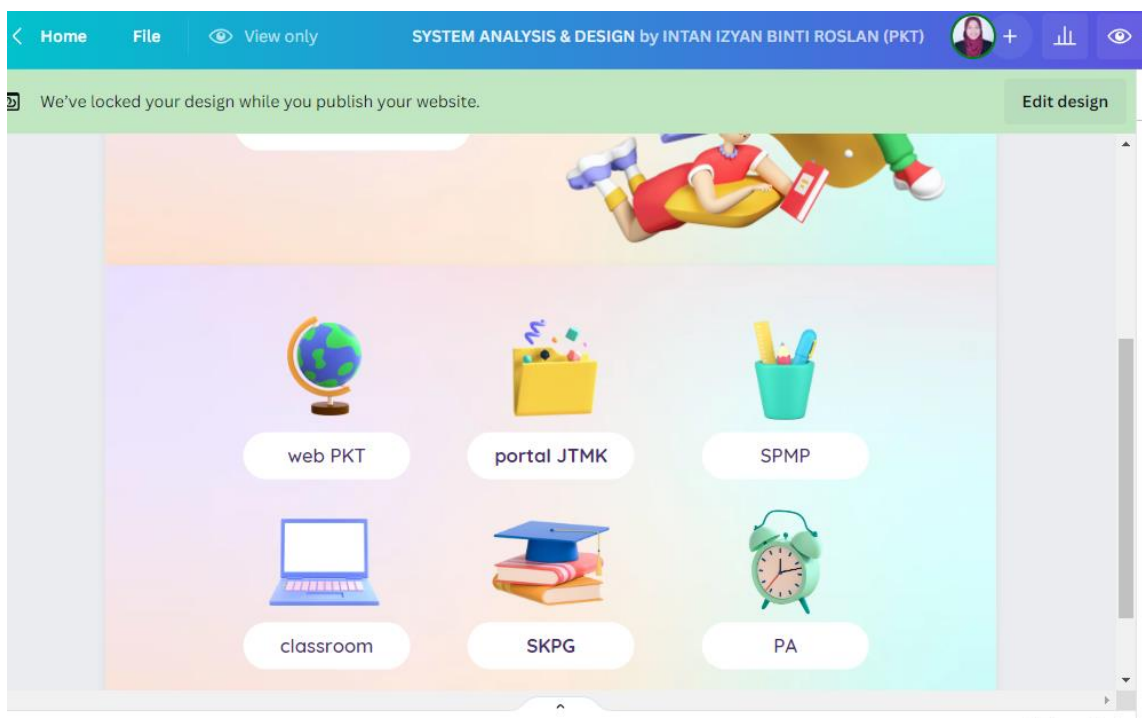 Home File View only SYSTEM ANALYSIS & DESIGN by INTAN IZYAN BINTI ROSLAN (PKT)
We've locked your design while you publish your website. Edit design
web PKT portal JTMK SPMP
classroom SKPG PA